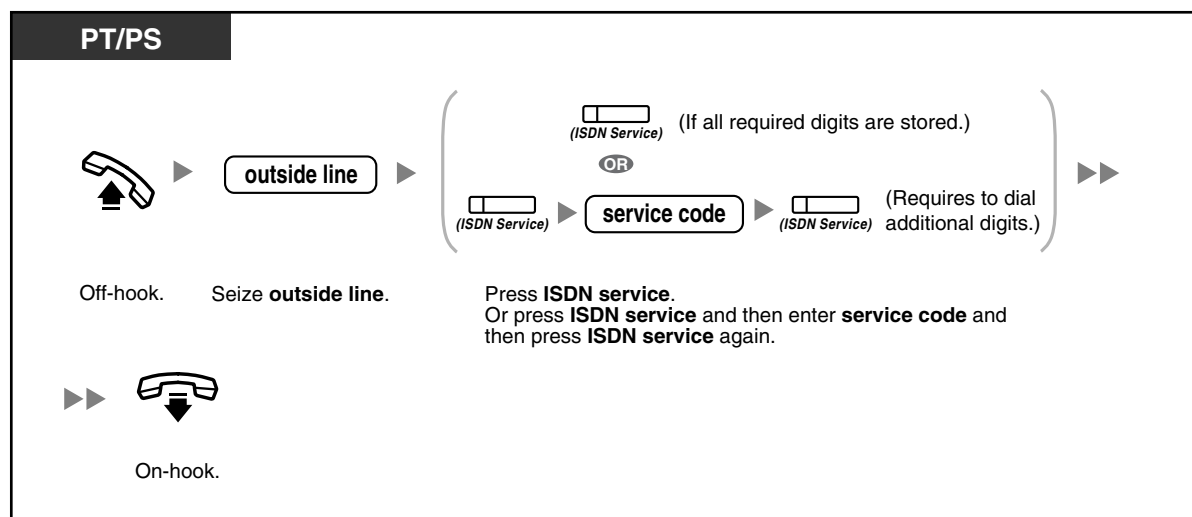 PT/PS
(ISDN Service) (If all required digits are stored.)
OR
outside line
(ISDN Service) service code (ISDN Service) (Requires to dial
additional digits.)
Off-hook. Seize outside line. Press ISDN service.
Or press ISDN service and then enter service code and
then press ISDN service again.
On-hook.